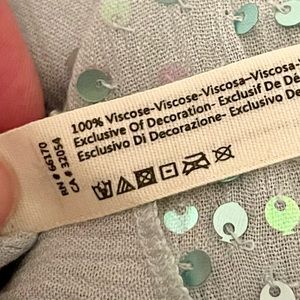 100% Viscose-Viscose-Viscosa-Viscosa-
Exclusive Of Decoration- Exclusif De Dé
Esclusivo Di Decorazione- Exclusivo De
RN # 66170
CA # 32054